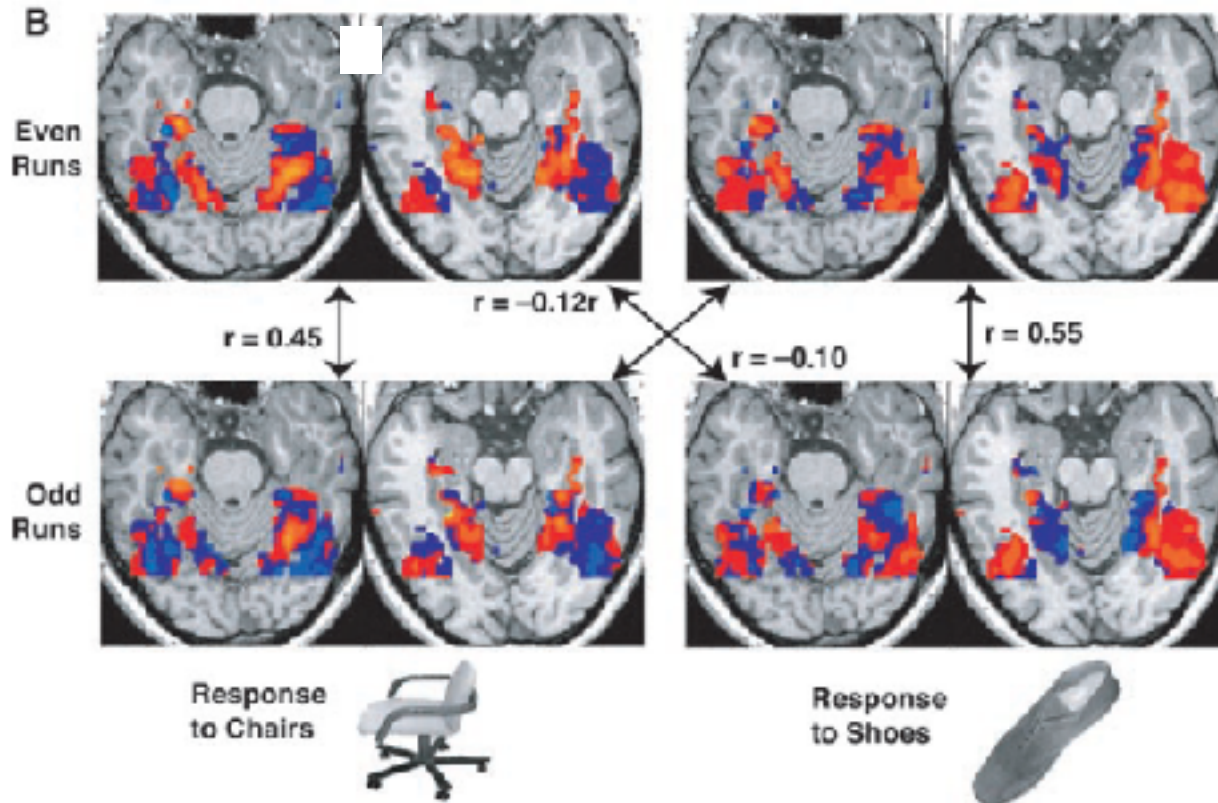 B
Even
Runs
r = 0.45
r = –0.12r
r = –0.10
r = 0.55
Odd
Runs
Response
to Chairs
Response
to Shoes